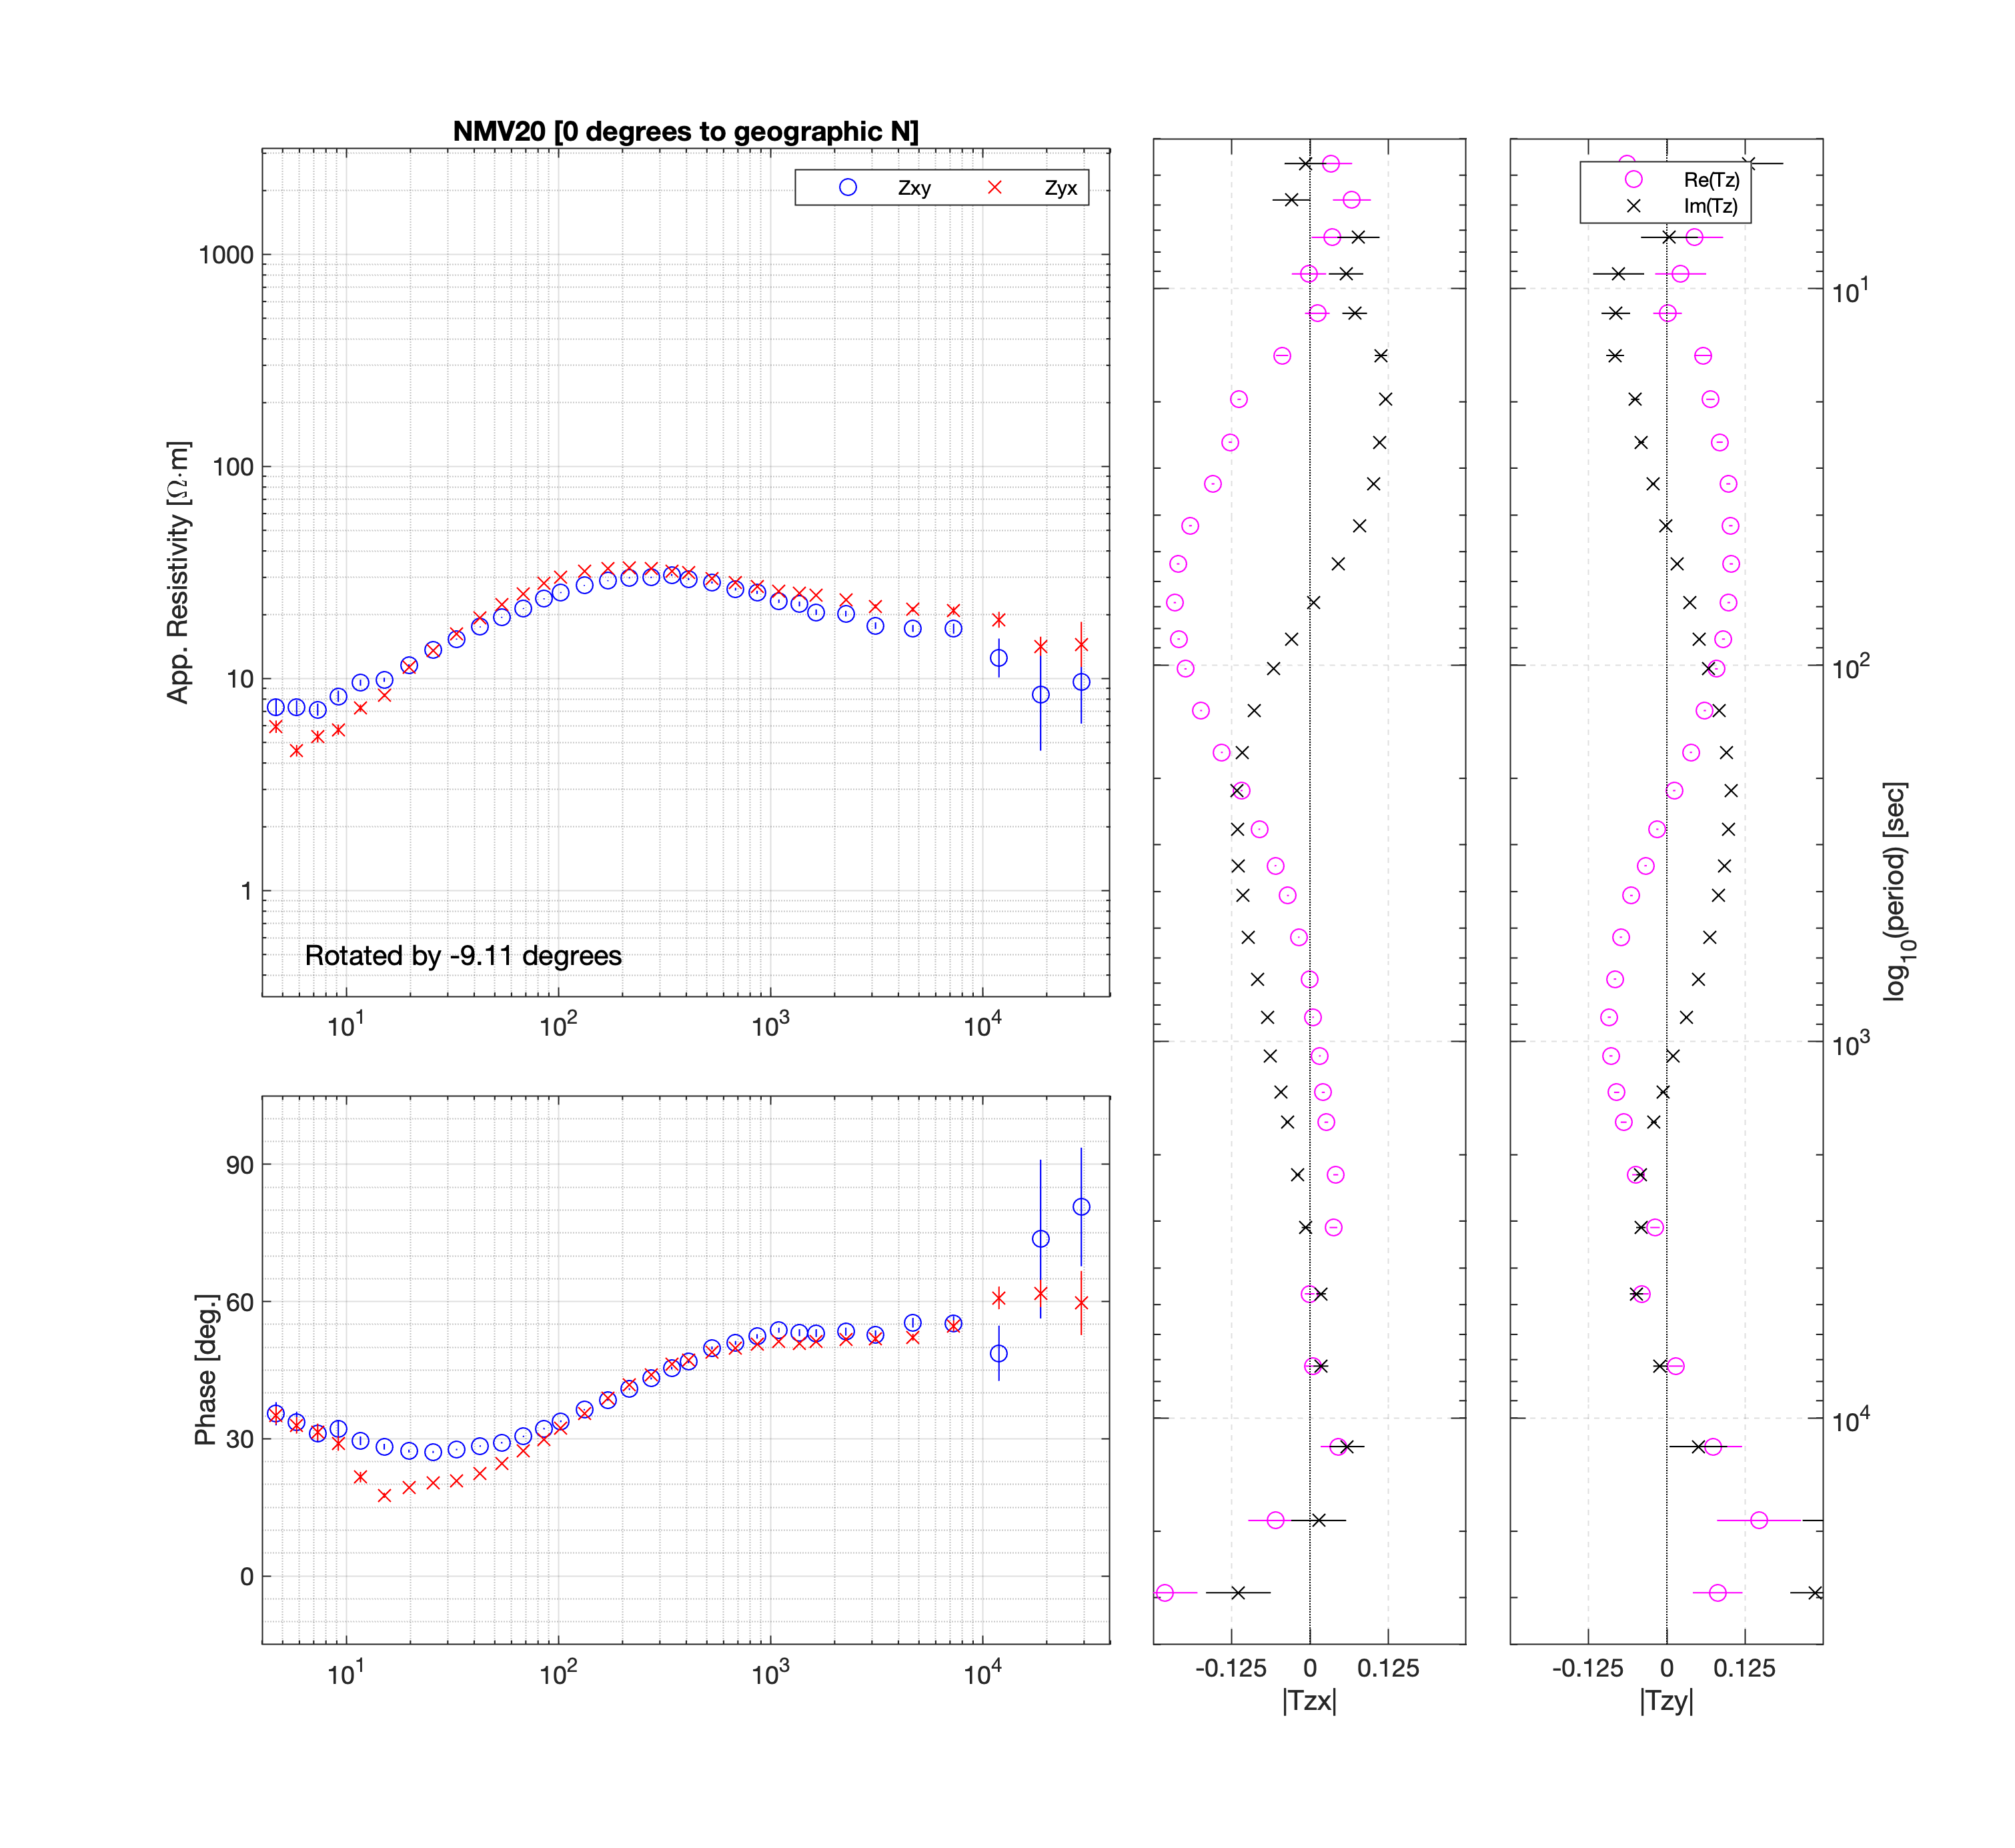 NMV20 [0 degrees to geographic N]
Zxy Zyx
App. Resistivity [Ω·m]
1000
100
10
1
Rotated by -9.11 degrees
10¹ 10² 10³ 10⁴
Phase [deg.]
90
60
30
0
10¹ 10² 10³ 10⁴
-0.125 0 0.125
|Tzx|
Re(Tz)
Im(Tz)
-0.125 0 0.125
|Tzy|
10¹
10²
10³
10⁴
log₁₀(period) [sec]